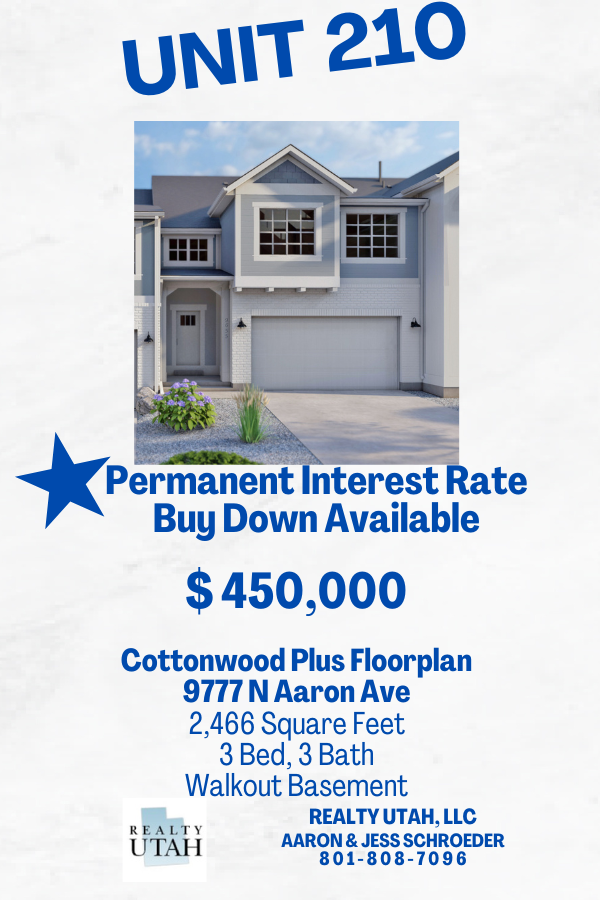 UNIT 210
Permanent Interest Rate
Buy Down Available
$ 450,000
Cottonwood Plus Floorplan
9777 N Aaron Ave
2,466 Square Feet
3 Bed, 3 Bath
Walkout Basement
REALTY
UTAH
REALTY UTAH, LLC
AARON & JESS SCHROEDER
801-808-7096